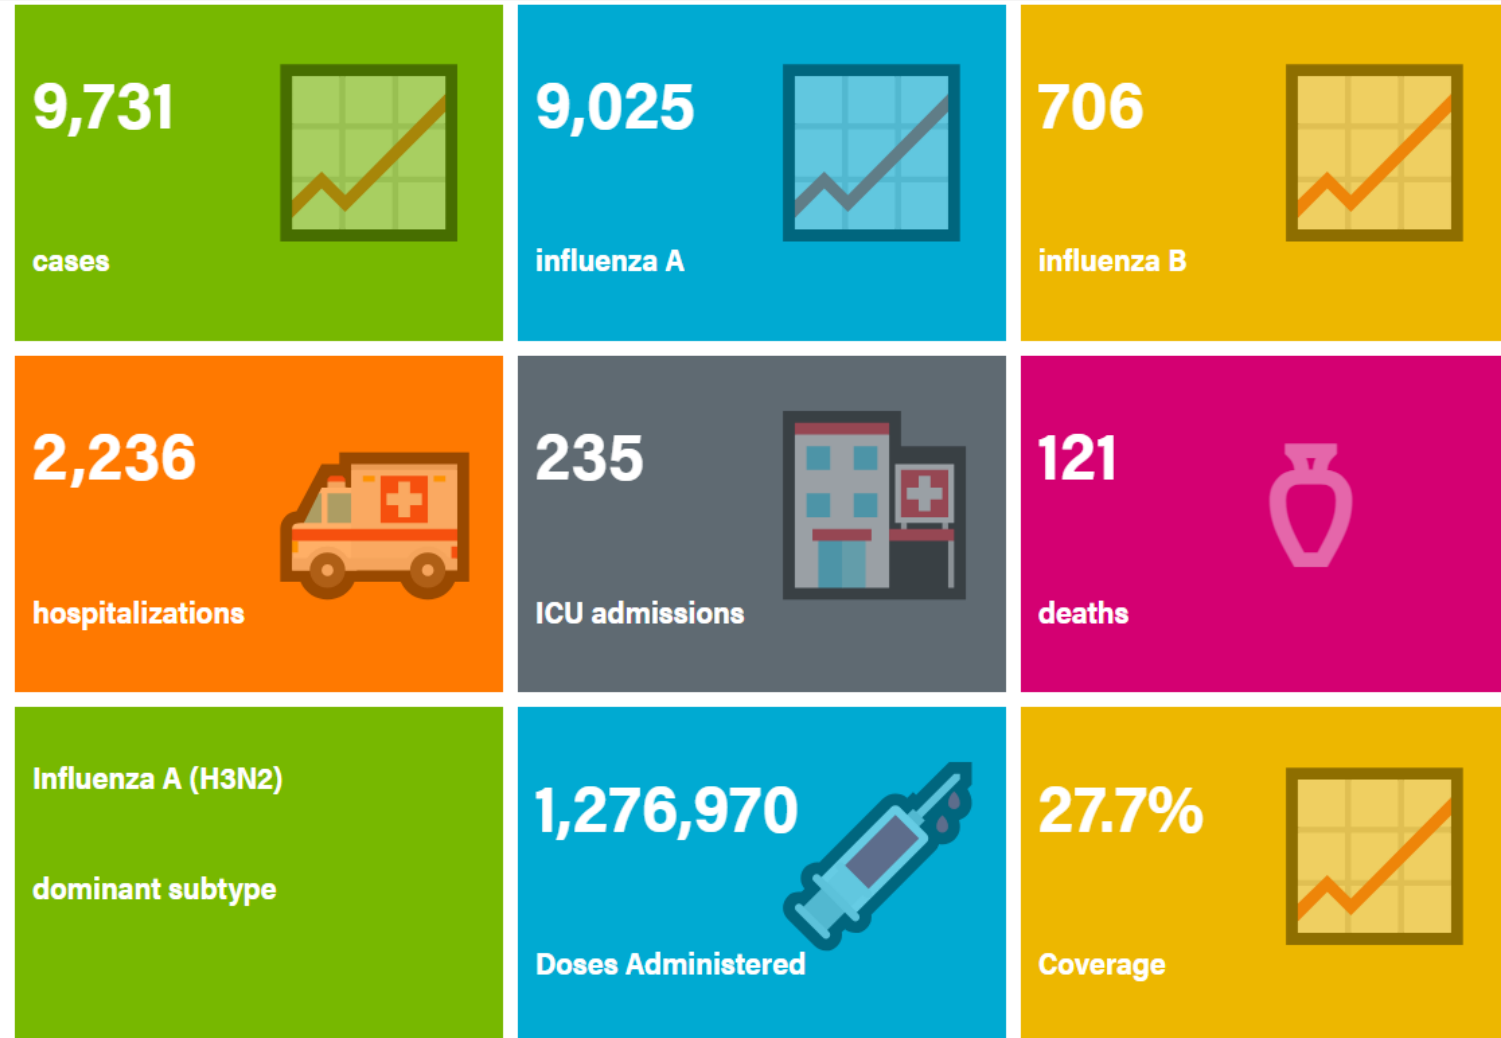 9,731
cases
9,025
influenza A
706
influenza B
2,236
hospitalizations
235
ICU admissions
121
deaths
Influenza A (H3N2)
dominant subtype
1,276,970
Doses Administered
27.7%
Coverage